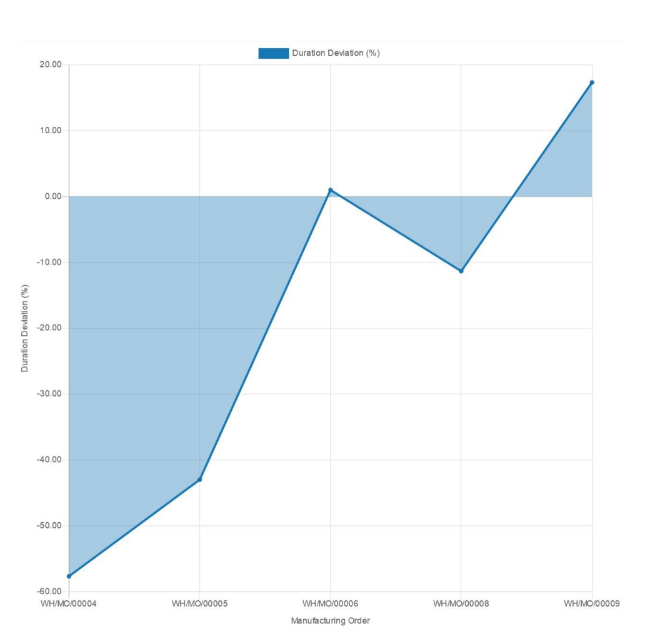 Duration Deviation (%)
20.00
10.00
0.00
-10.00
-20.00
-30.00
-40.00
-50.00
-60.00
Duration Deviation (%)
WH/MO/00004 WH/MO/00005 WH/MO/00006 WH/MO/00008 WH/MO/00009
Manufacturing Order